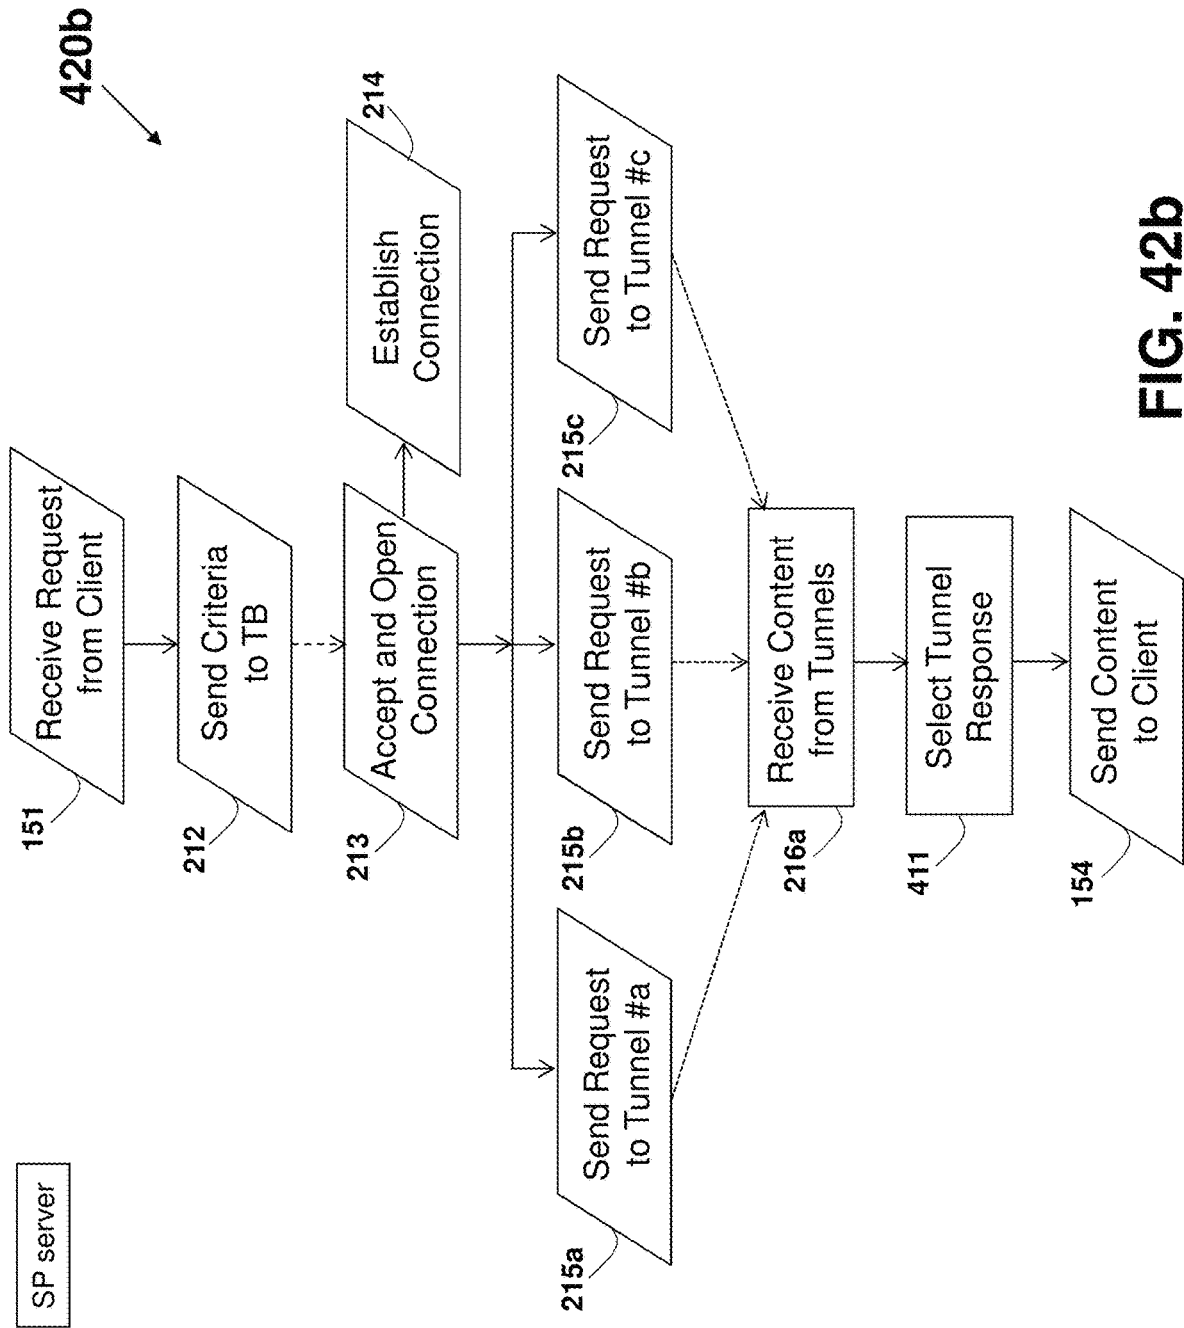 SP server
420b
Receive Request
from Client
151
Send Criteria
to TB
212
Accept and Open
Connection
213
Establish
Connection
214
Send Request
to Tunnel #a
215a
Send Request
to Tunnel #b
215b
Send Request
to Tunnel #c
215c
Receive Content
from Tunnels
216a
Select Tunnel
Response
411
Send Content
to Client
154
FIG. 42b